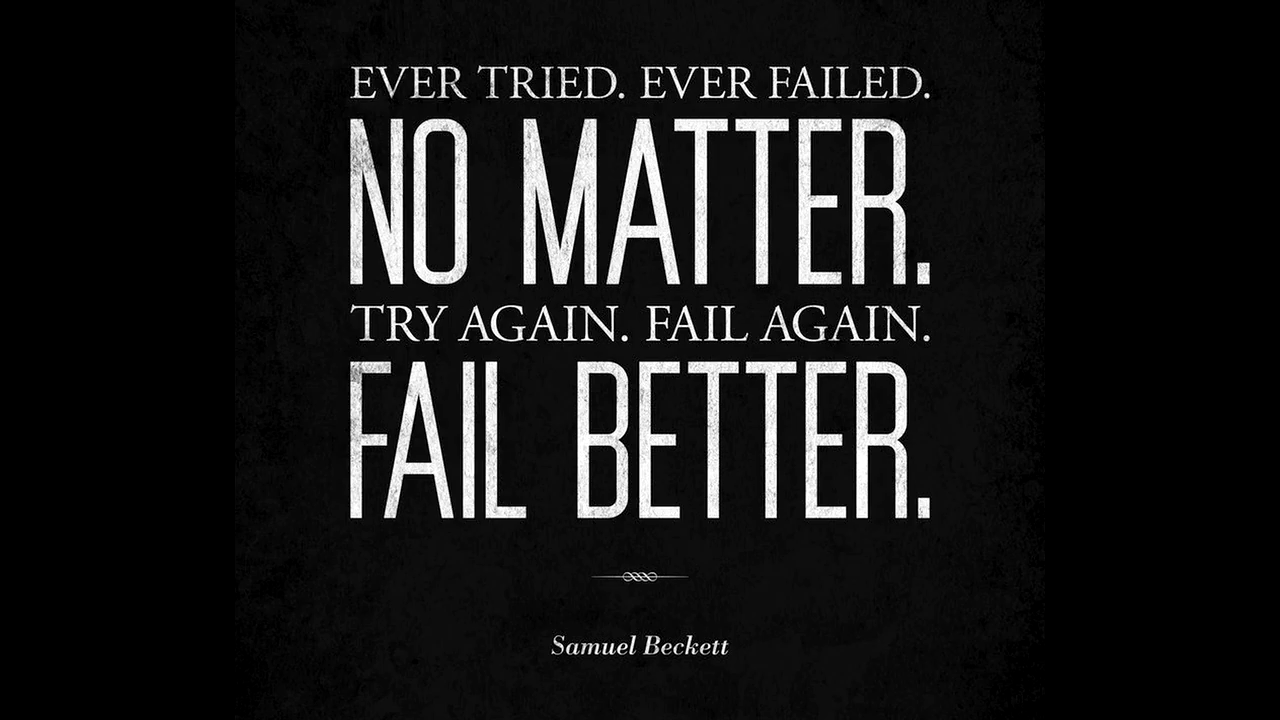 EVER TRIED. EVER FAILED.
NO MATTER.
TRY AGAIN. FAIL AGAIN.
FAIL BETTER.
Samuel Beckett